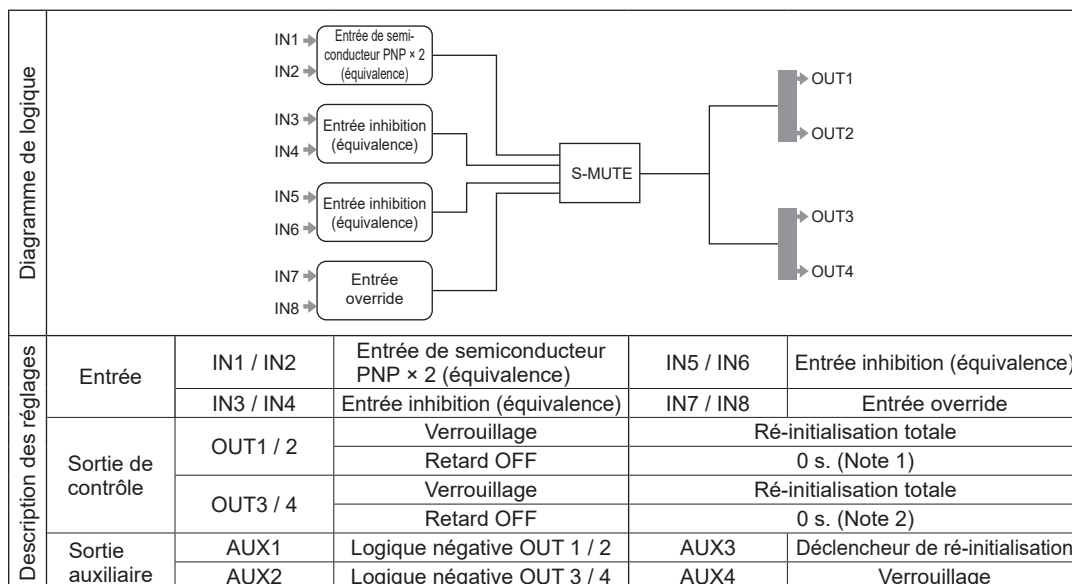 Diagramme de logique
IN1
IN2
Entrée de semi-
conducteur PNP × 2
(équivalence)
IN3
IN4
Entrée inhibition
(équivalence)
IN5
IN6
Entrée inhibition
(équivalence)
IN7
IN8
Entrée
override
S-MUTE
OUT1
OUT2
OUT3
OUT4
Description des réglages
Entrée
IN1 / IN2
Entrée de semiconducteur
PNP × 2 (équivalence)
IN5 / IN6
Entrée inhibition (équivalence)
IN3 / IN4
Entrée inhibition (équivalence)
IN7 / IN8
Entrée override
Sortie de
contrôle
OUT1 / 2
Verrouillage
Ré-initialisation totale
Retard OFF
0 s. (Note 1)
OUT3 / 4
Verrouillage
Ré-initialisation totale
Retard OFF
0 s. (Note 2)
Sortie
auxiliaire
AUX1
Logique négative OUT 1 / 2
AUX3
Déclencheur de ré-initialisation
AUX2
Logique négative OUT 3 / 4
AUX4
Verrouillage